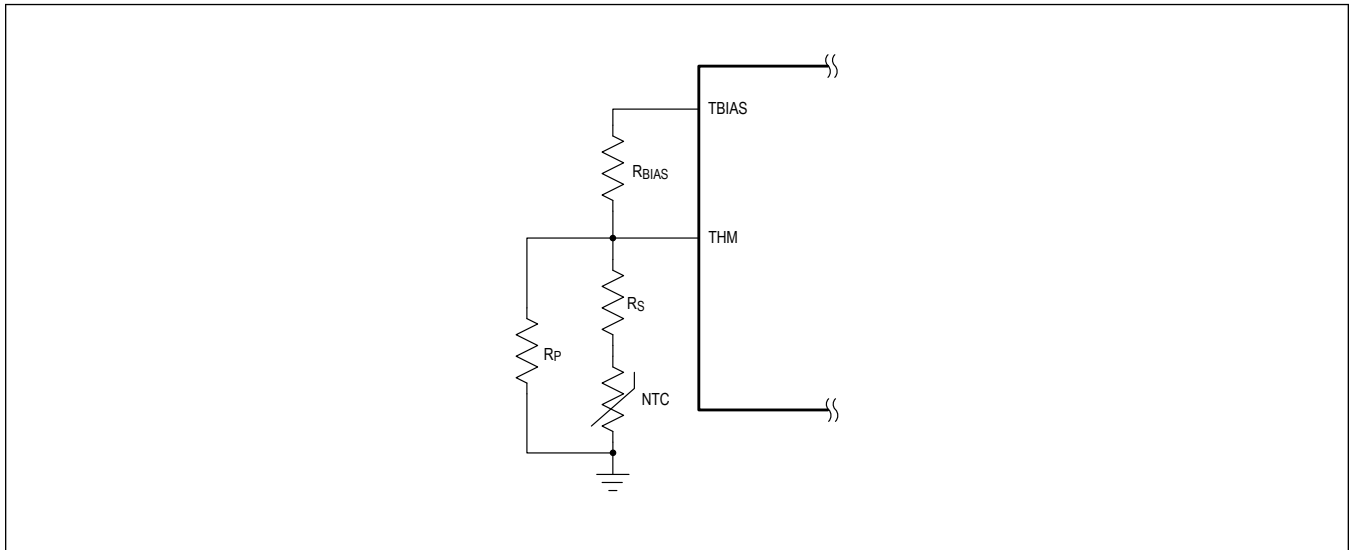 TBIAS
RBIAS
THM
RS
RP
NTC